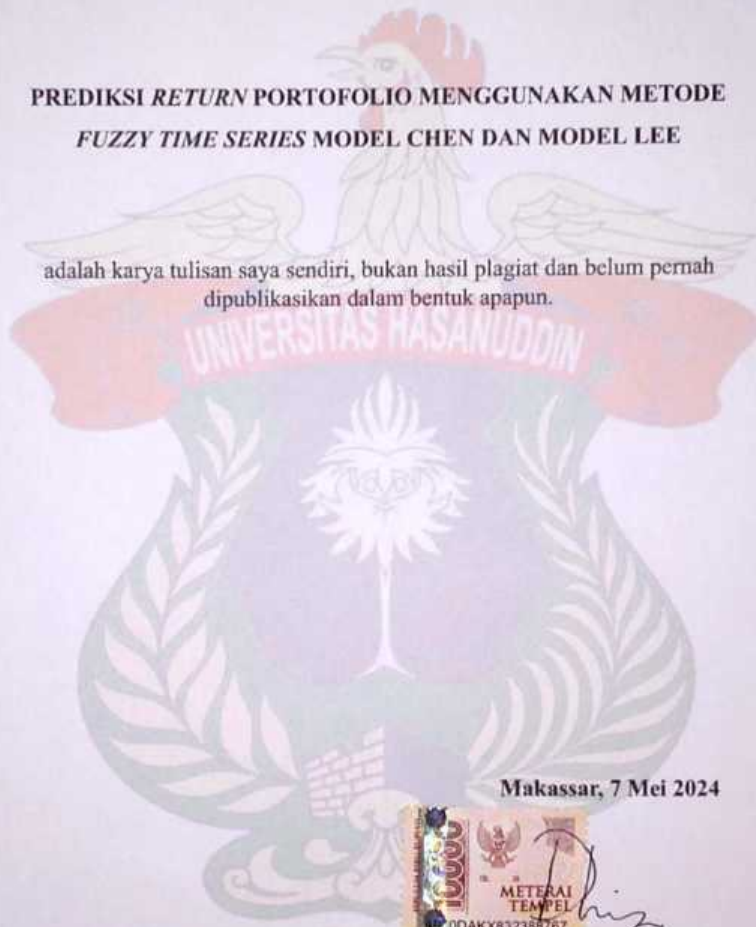 PREDIKSI RETURN PORTOFOLIO MENGGUNAKAN METODE
FUZZY TIME SERIES MODEL CHEN DAN MODEL LEE
adalah karya tulisan saya sendiri, bukan hasil plagiat dan belum pernah
dipublikasikan dalam bentuk apapun.
UNIVERSITAS HASANUDDIN
Makassar, 7 Mei 2024
10000
METERAI
TEMPEL